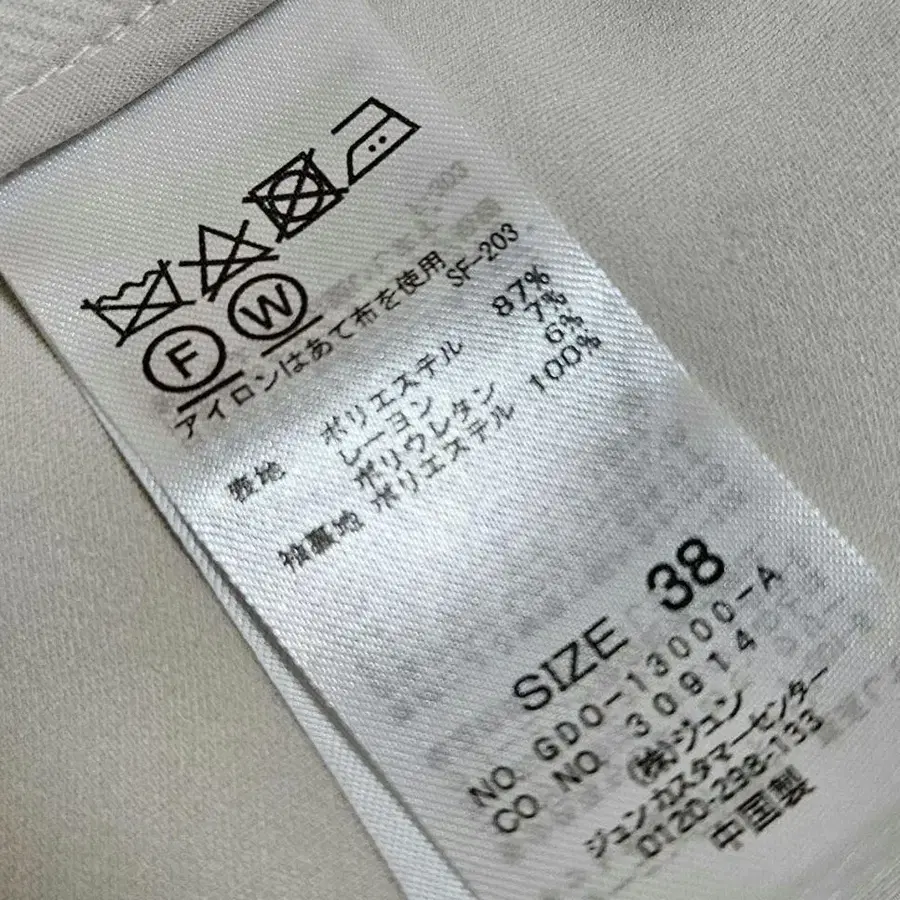 F W
アイロンはあて布を使用
SF-203
表地 ポリエステル 87%
レーヨン 7%
ポリウレタン 6%
袖裏地 ポリエステル 100%
SIZE 38
NO. GDO-13000-A
CO. NO. 30914
(株)ジュン
ジュンカスタマーセンター
0120-298-133
中国製